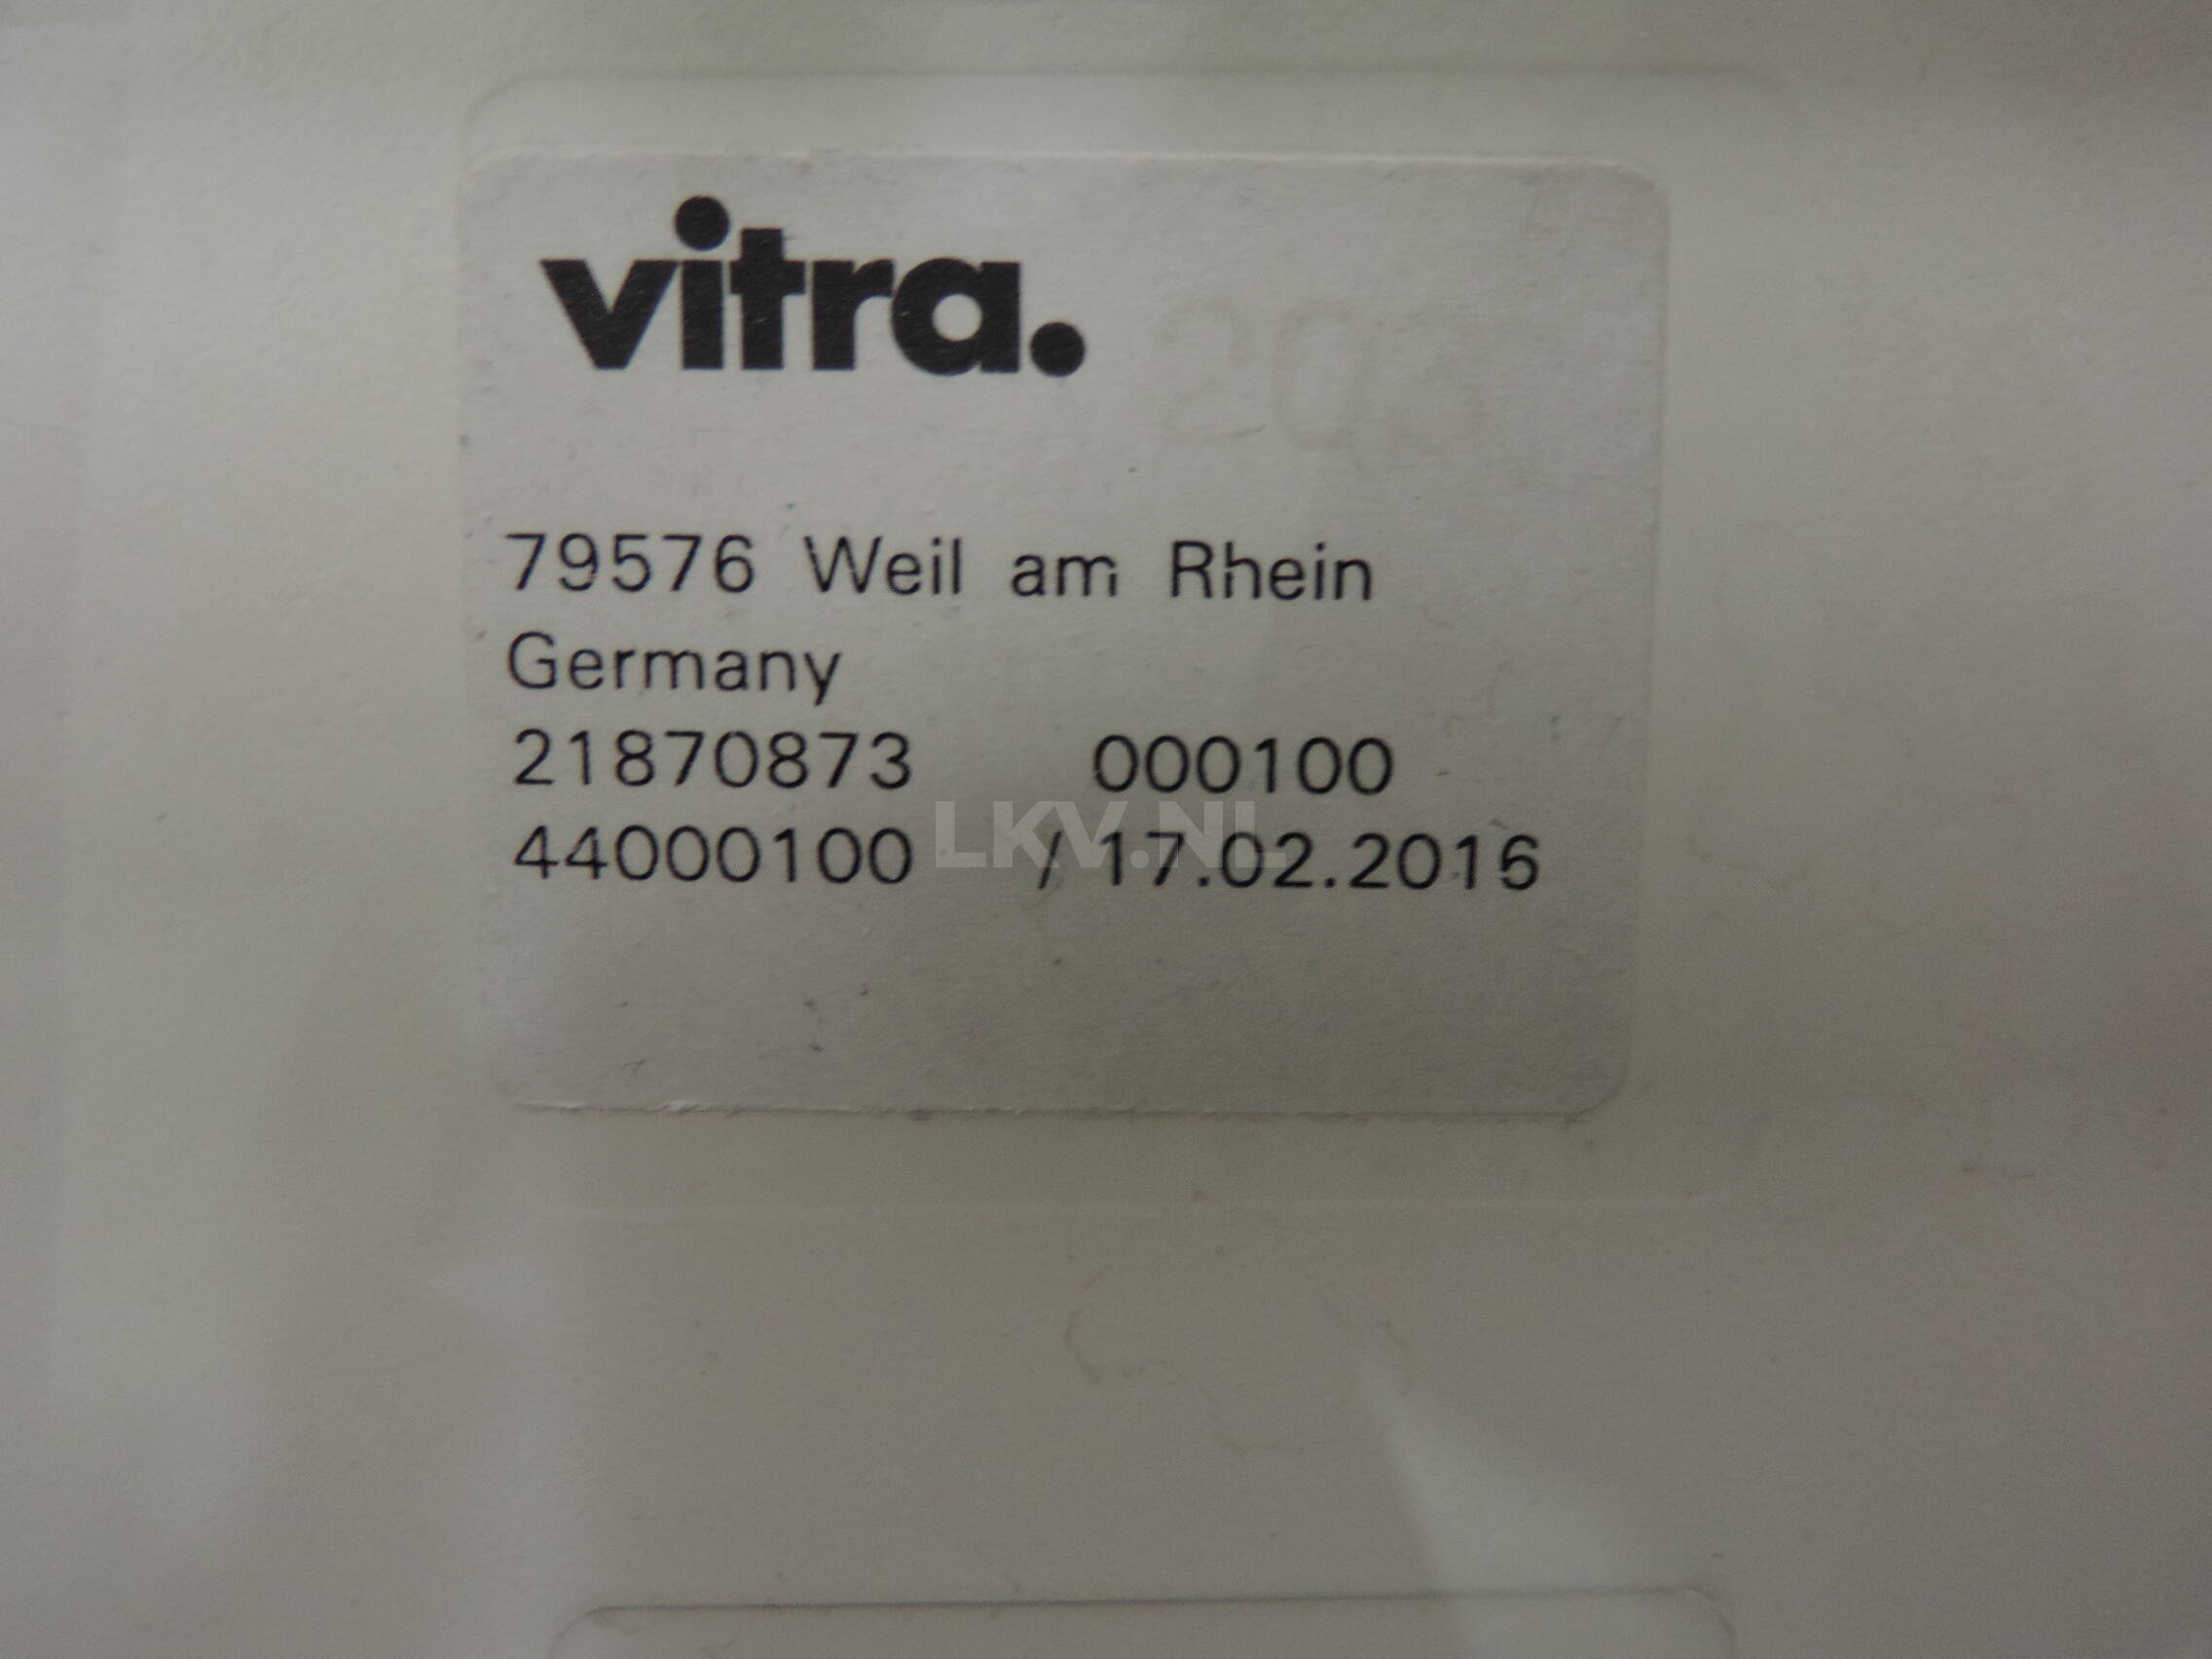 vitra.
79576 Weil am Rhein
Germany
21870873 000100
44000100 / 17.02.2016
LKV.NL